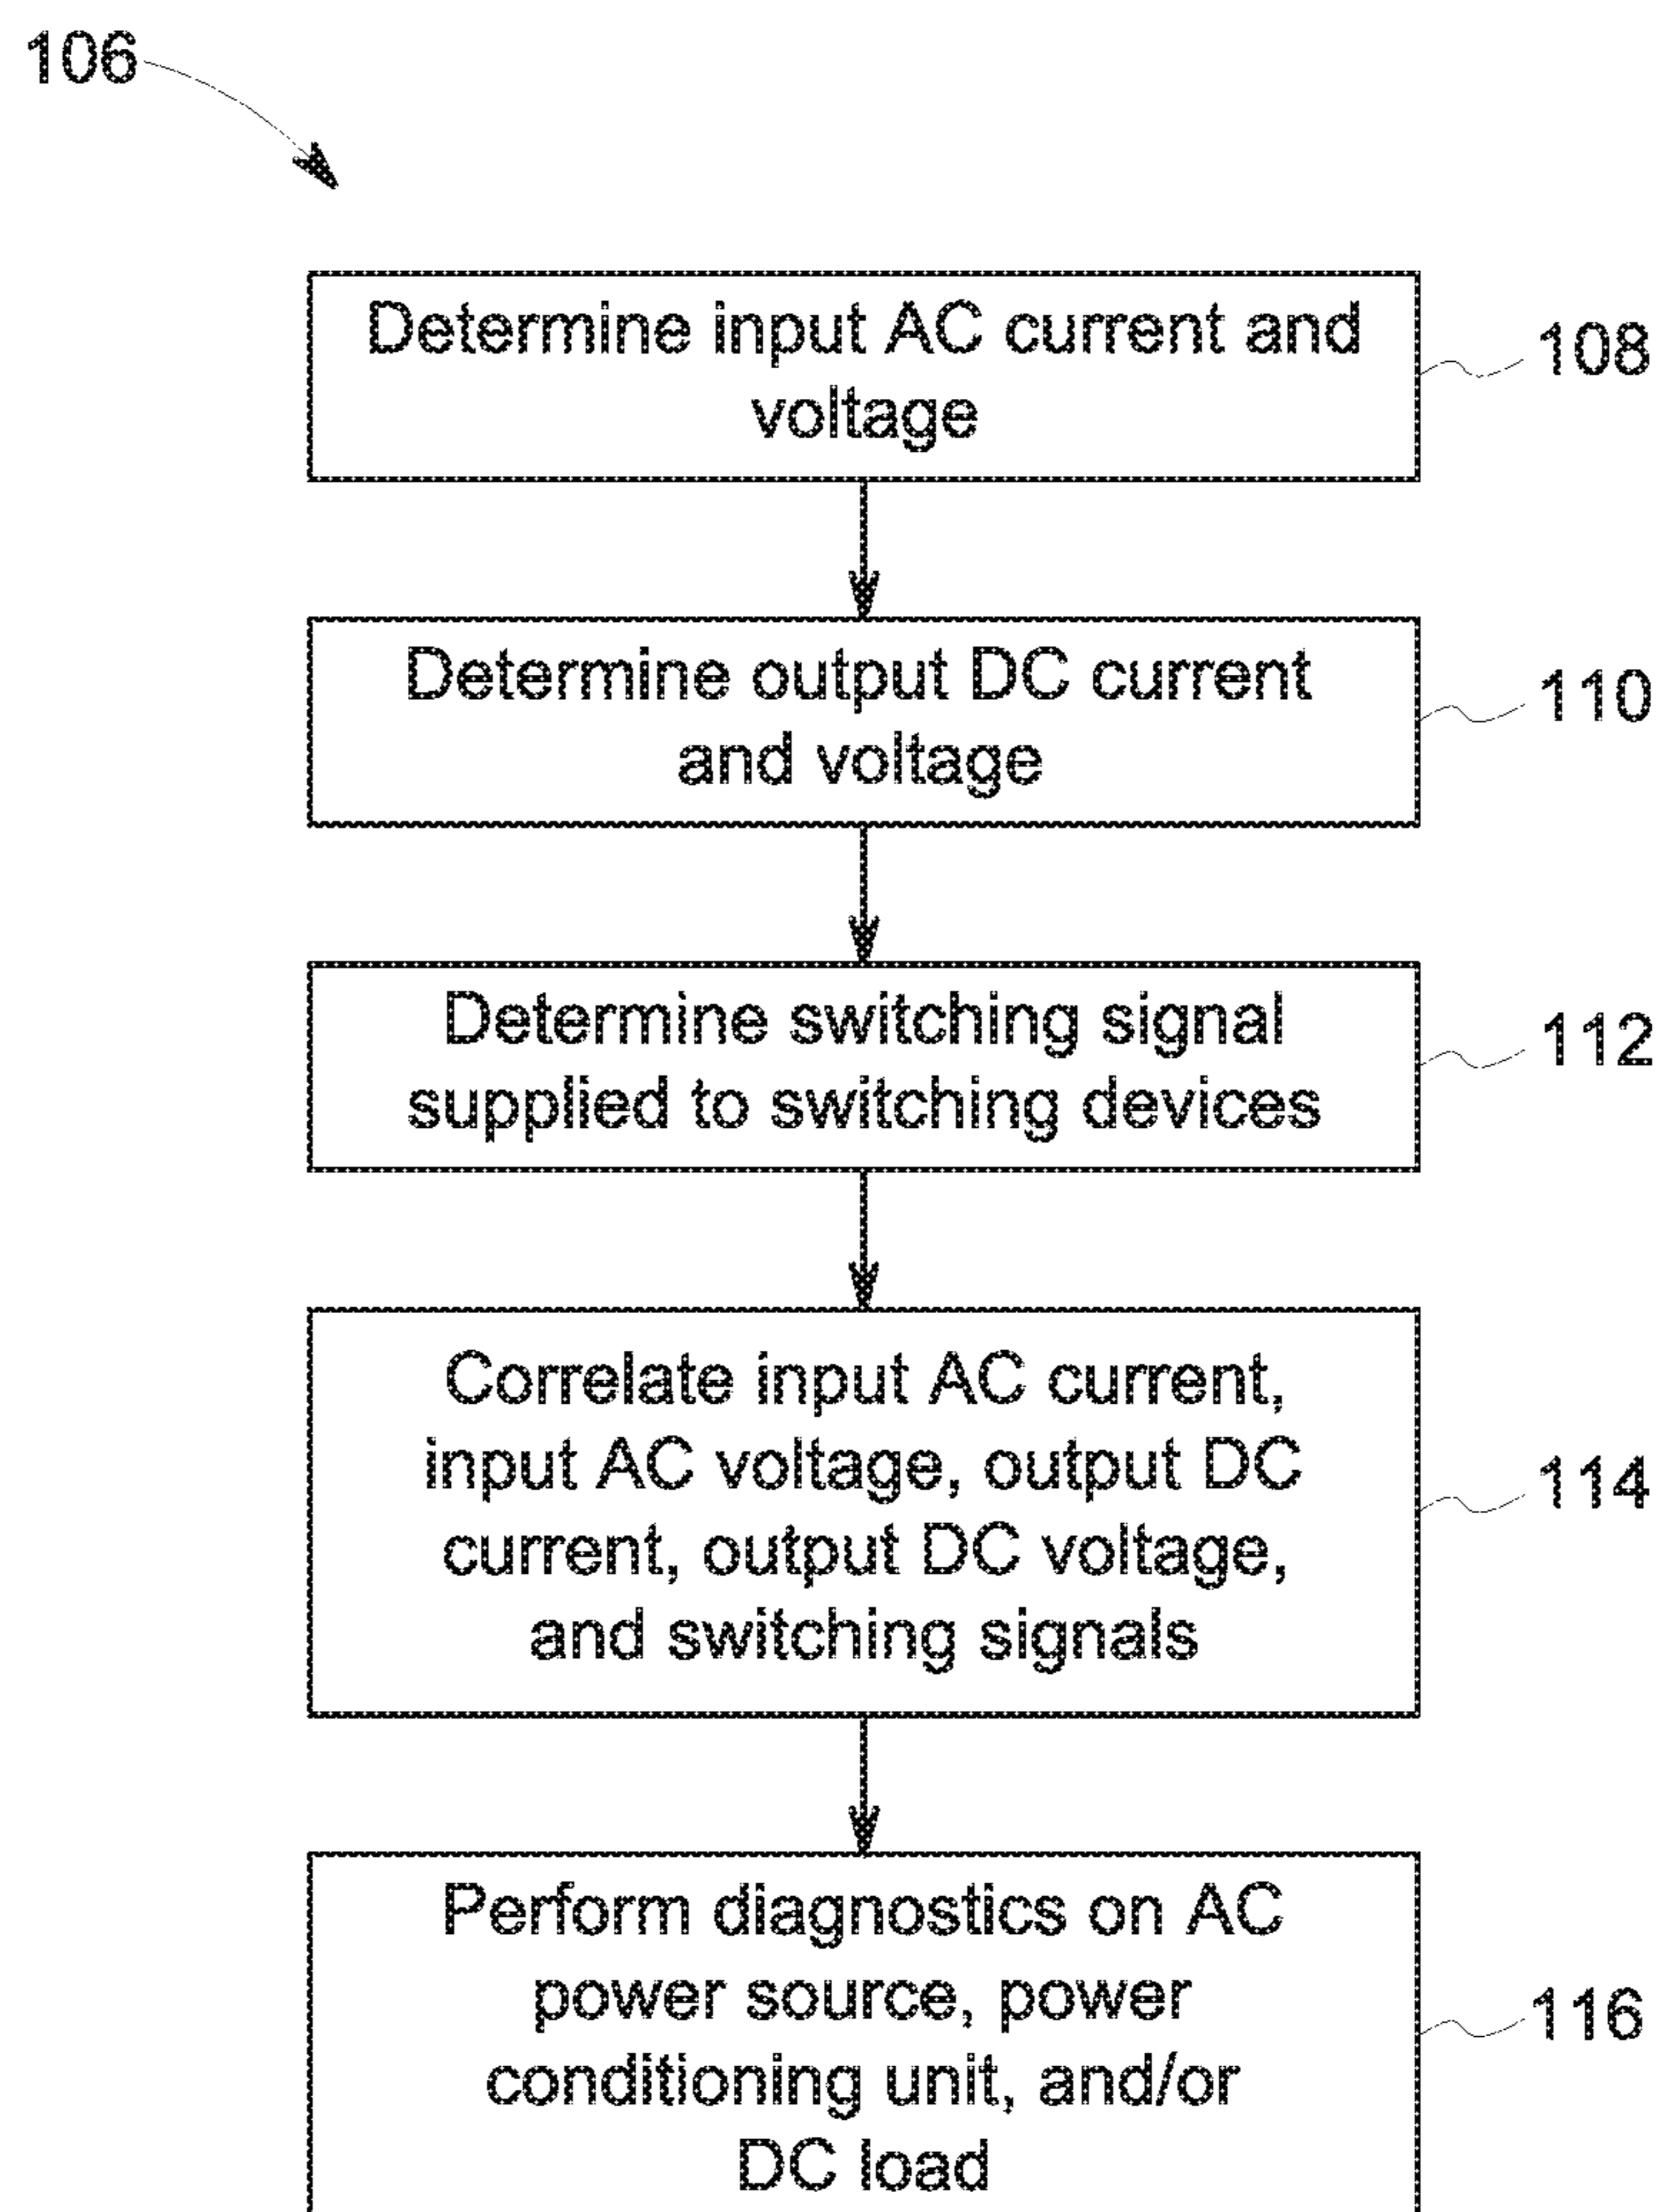 106
Determine input AC current and
voltage
108
Determine output DC current
and voltage
110
Determine switching signal
supplied to switching devices
112
Correlate input AC current,
input AC voltage, output DC
current, output DC voltage,
and switching signals
114
Perform diagnostics on AC
power source, power
conditioning unit, and/or
DC load
116